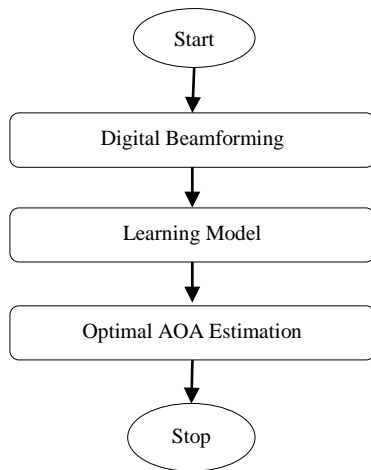 Start
Digital Beamforming
Learning Model
Optimal AOA Estimation
Stop